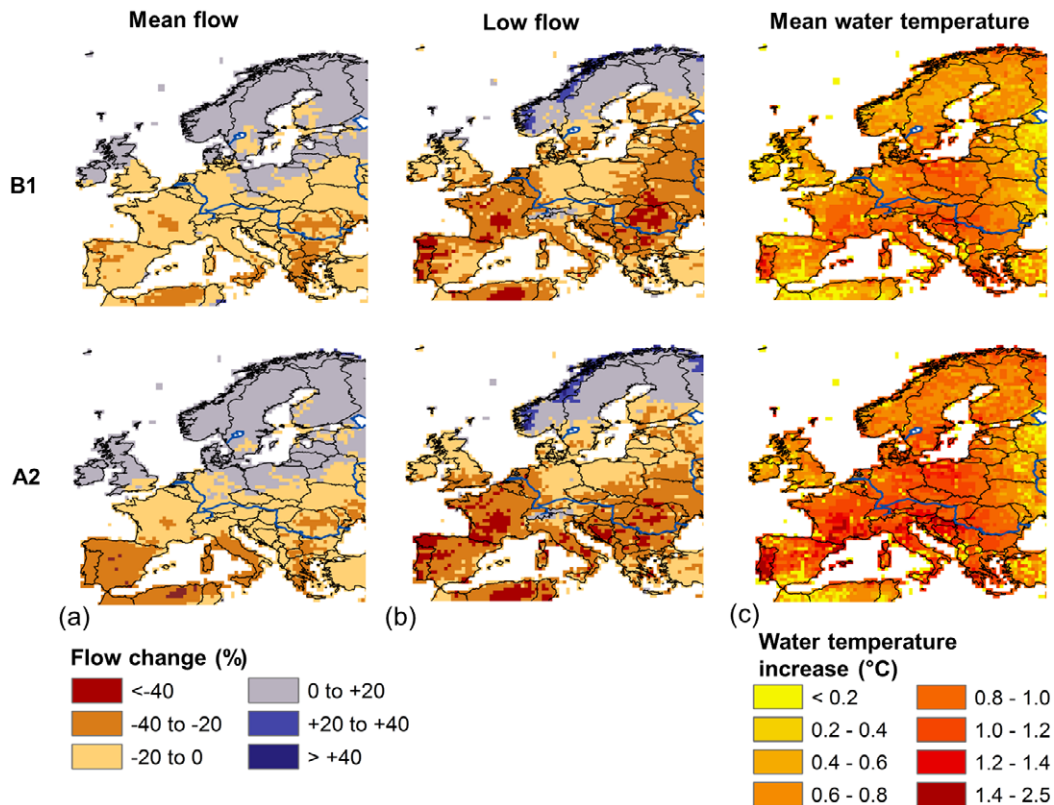 Mean flow
Low flow
Mean water temperature
B1
A2
(a)
(b)
(c)
Flow change (%)
<-40
-40 to -20
-20 to 0
0 to +20
+20 to +40
> +40
Water temperature
increase (°C)
< 0.2
0.2 - 0.4
0.4 - 0.6
0.6 - 0.8
0.8 - 1.0
1.0 - 1.2
1.2 - 1.4
1.4 - 2.5